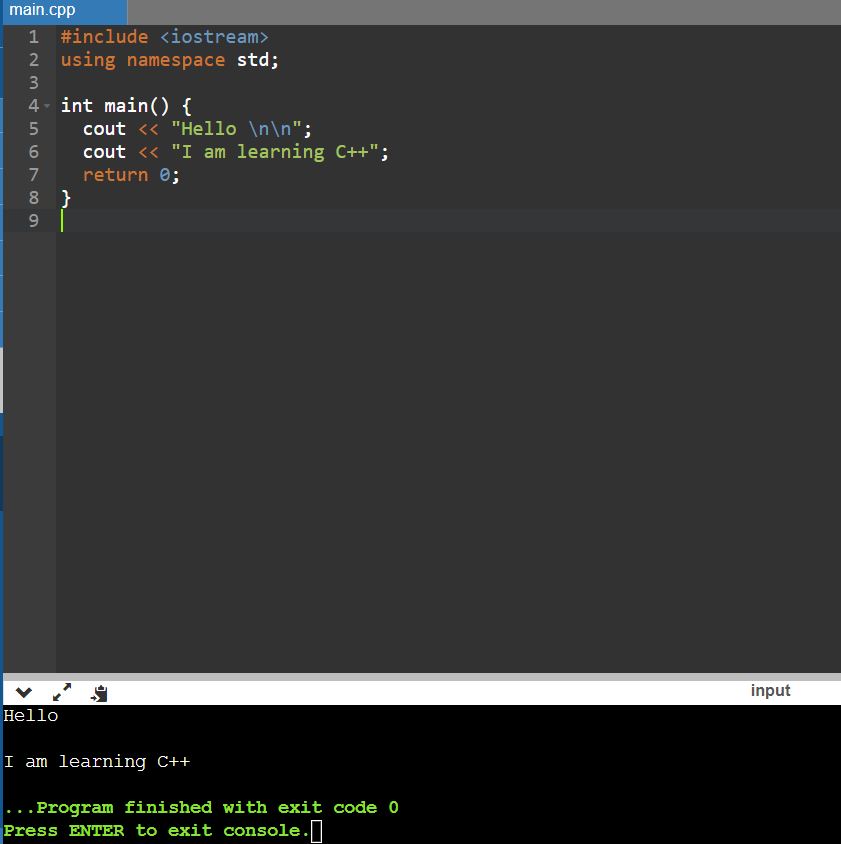 main.cpp
1 #include <iostream>
2 using namespace std;
3
4 int main() {
5   cout << "Hello \n\n";
6   cout << "I am learning C++";
7   return 0;
8 }
9
input
Hello

I am learning C++

...Program finished with exit code 0
Press ENTER to exit console.